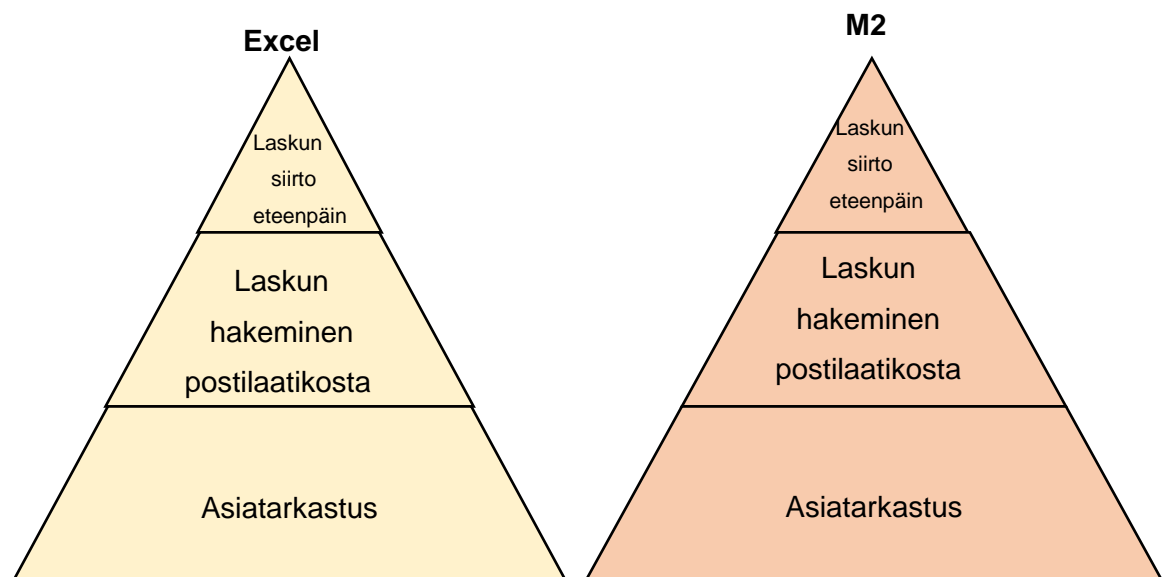 Excel
Laskun
siirto
eteenpäin
Laskun
hakeminen
postilaatikosta
Asiatarkastus
M2
Laskun
siirto
eteenpäin
Laskun
hakeminen
postilaatikosta
Asiatarkastus